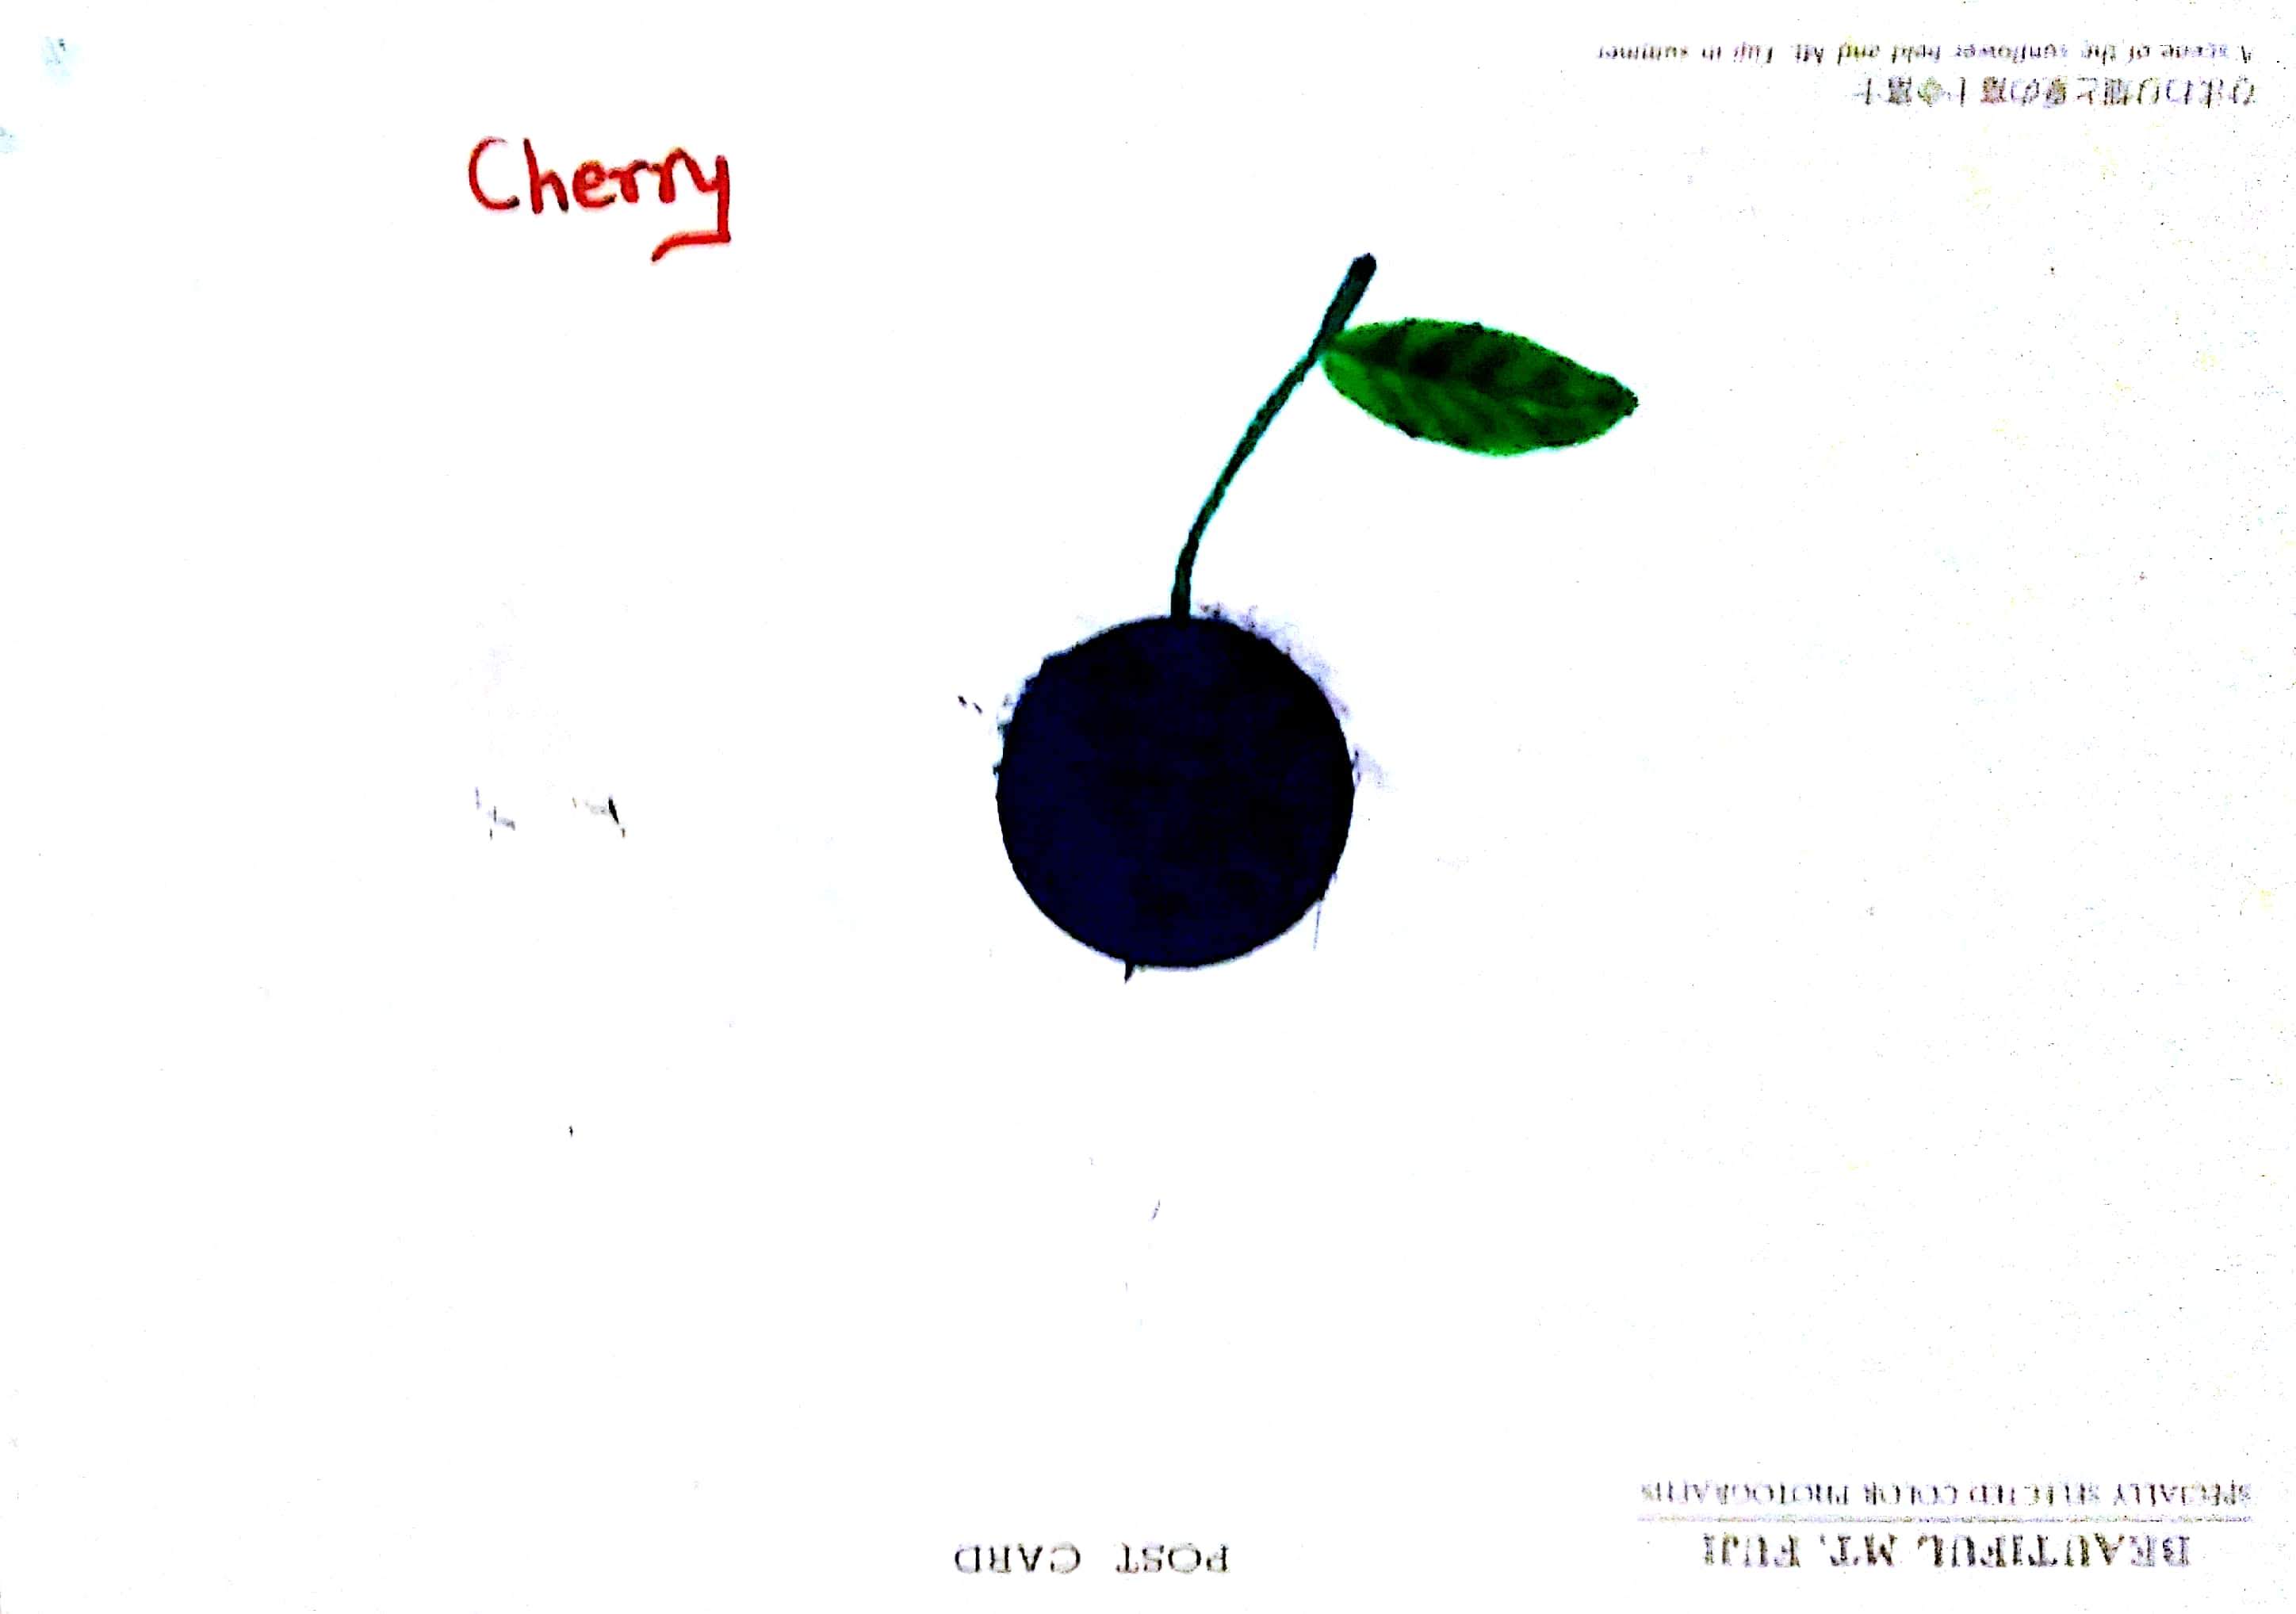 Cherry
A scene of the sunflower field and Mt. Fuji in summer
POST CARD
SPECIALLY SELECTED COLOR PHOTOGRAPHS
BEAUTIFUL MT. FUJI